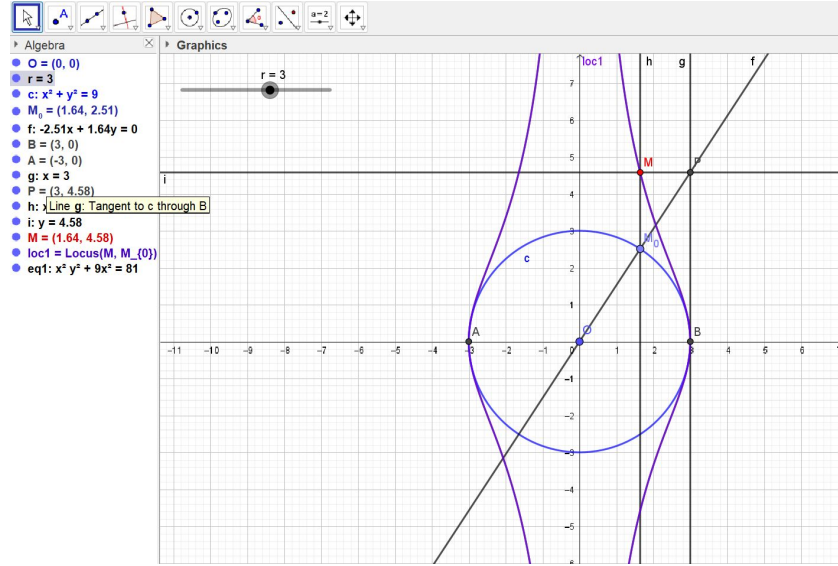 A a=2
Algebra
Graphics
O = (0, 0)
r = 3
c: x² + y² = 9
M₀ = (1.64, 2.51)
f: -2.51x + 1.64y = 0
B = (3, 0)
A = (-3, 0)
g: x = 3
P = (3, 4.58)
h: x
Line g: Tangent to c through B
i: y = 4.58
M = (1.64, 4.58)
loc1 = Locus(M, M_{0})
eq1: x² y² + 9x² = 81
r = 3
loc1 h g f
7
6
5
M P
i
4
3
M₀
c
2
1
A O B
-11 -10 -9 -8 -7 -6 -5 -4 -3 -2 -1 0 1 2 3 4 5 6
-1
-2
-3
-4
-5
-6